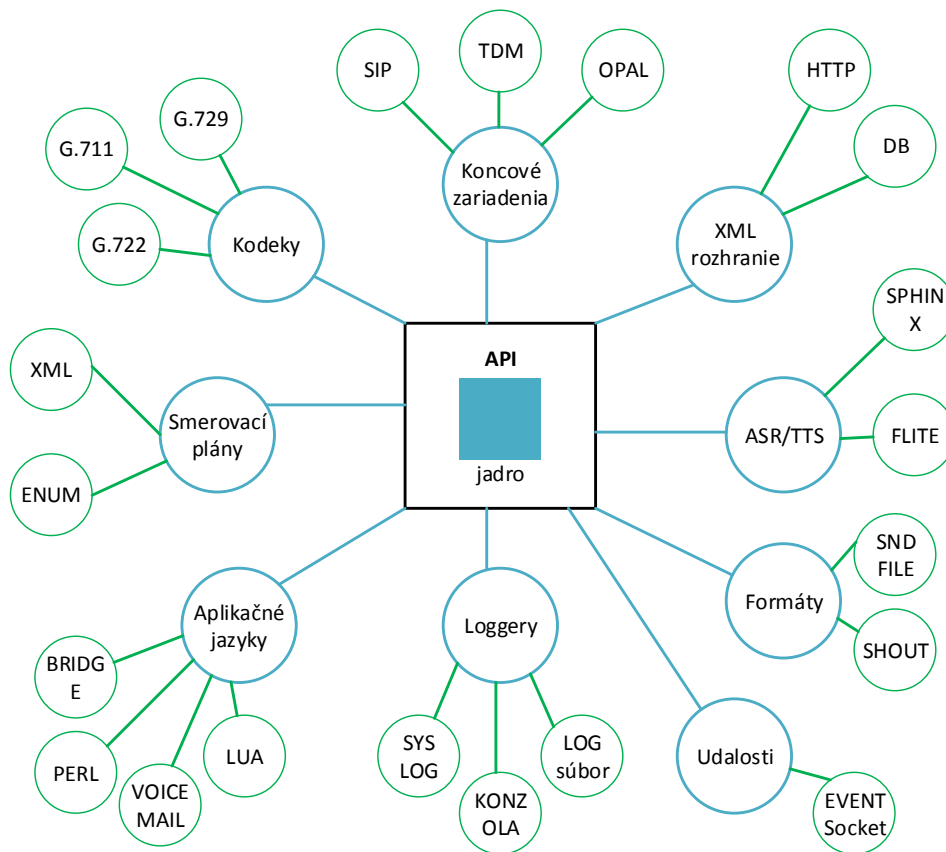 SIP
TDM
OPAL
HTTP
G.711
G.729
G.722
Kodeky
Koncové
zariadenia
XML
rozhranie
DB
SPHIN
X
API
jadro
XML
ENUM
Smerovací
plány
ASR/TTS
FLITE
Aplikačné
jazyky
BRIDG
E
PERL
VOICE
MAIL
LUA
Loggery
SYS
LOG
KONZ
OLA
LOG
súbor
Formáty
SND
FILE
SHOUT
Udalosti
EVENT
Socket